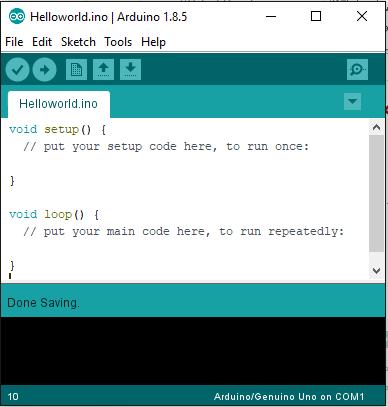 Helloworld.ino | Arduino 1.8.5
File Edit Sketch Tools Help
Helloworld.ino
void setup() {
  // put your setup code here, to run once:
}
void loop() {
  // put your main code here, to run repeatedly:
}
Done Saving.
10 Arduino/Genuino Uno on COM1